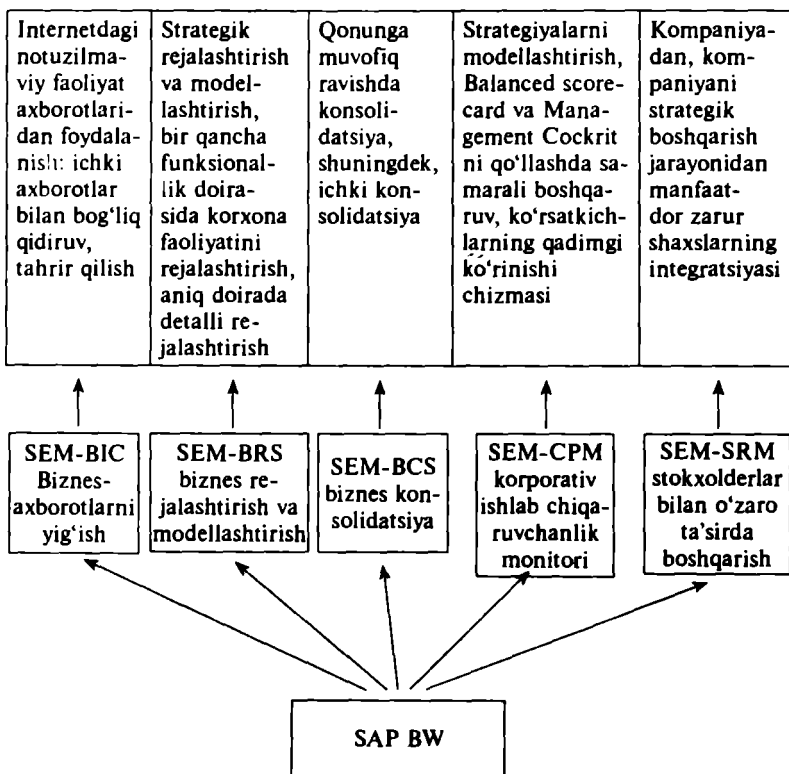 Internetdagi
notuzilma-
viy faoliyat
axborotlari-
dan foydala-
nish: ichki
axborotlar
bilan bog‘liq
qidiruv,
tahrir qilish
Strategik
rejalashtirish
va model-
lashtirish,
bir qancha
funksional-
lik doira-
sida korxona
faoliyatini
rejalashtirish,
aniq doirada
detalli re-
jalashtirish
Qonunga
muvofiq
ravishda
konsoli-
datsiya,
shuningdek,
ichki kon-
solidatsiya
Strategiyalarni
modellashtirish,
Balanced score-
card va Mana-
gement Cockrit
ni qo‘llashda sa-
marali boshqa-
ruv, ko‘rsatkich-
larning qadimgi
ko‘rinishi
chizmasi
Kompaniya-
dan, kom-
paniyani
strategik
boshqarish
jarayonidan
manfaat-
dor zarur
shaxslarning
integratsiyasi
SEM-BIC
Biznes-
axborotlarni
yig‘ish
SEM-BRS
biznes re-
jalashtirish va
modellashtirish
SEM-BCS
biznes kon-
solidatsiya
SEM-CPM
korporativ
ishlab chiqa-
ruvchanlik
monitori
SEM-SRM
stokxolderlar
bilan o‘zaro
ta’sirda
boshqarish
SAP BW